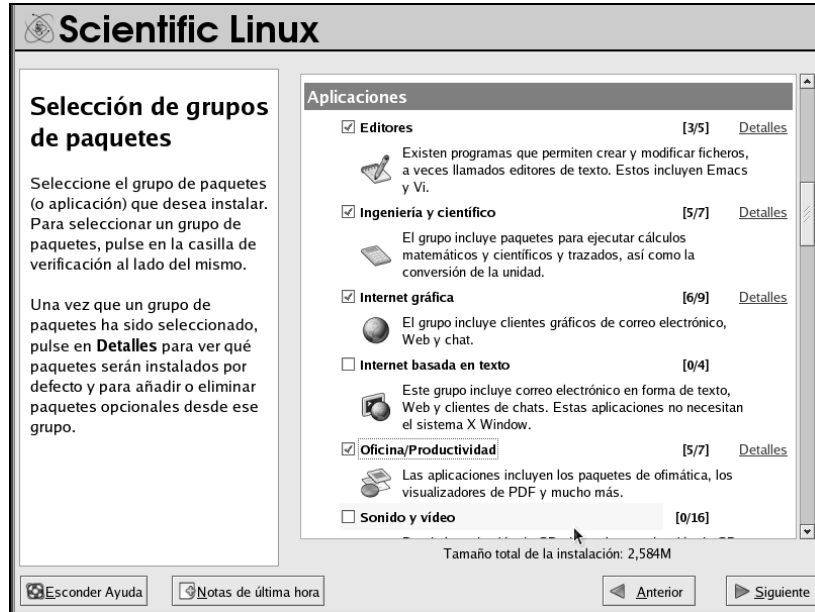 Scientific Linux
Selección de grupos
de paquetes
Seleccione el grupo de paquetes
(o aplicación) que desea instalar.
Para seleccionar un grupo de
paquetes, pulse en la casilla de
verificación al lado del mismo.
Una vez que un grupo de
paquetes ha sido seleccionado,
pulse en Detalles para ver qué
paquetes serán instalados por
defecto y para añadir o eliminar
paquetes opcionales desde ese
grupo.
Aplicaciones
Editores [3/5] Detalles
Existen programas que permiten crear y modificar ficheros,
a veces llamados editores de texto. Estos incluyen Emacs
y Vi.
Ingeniería y científico [5/7] Detalles
El grupo incluye paquetes para ejecutar cálculos
matemáticos y científicos y trazados, así como la
conversión de la unidad.
Internet gráfica [6/9] Detalles
El grupo incluye clientes gráficos de correo electrónico,
Web y chat.
Internet basada en texto [0/4]
Este grupo incluye correo electrónico en forma de texto,
Web y clientes de chats. Estas aplicaciones no necesitan
el sistema X Window.
Oficina/Productividad [5/7] Detalles
Las aplicaciones incluyen los paquetes de ofimática, los
visualizadores de PDF y mucho más.
Sonido y vídeo [0/16]
Tamaño total de la instalación: 2,584M
Esconder Ayuda Notas de última hora Anterior Siguiente